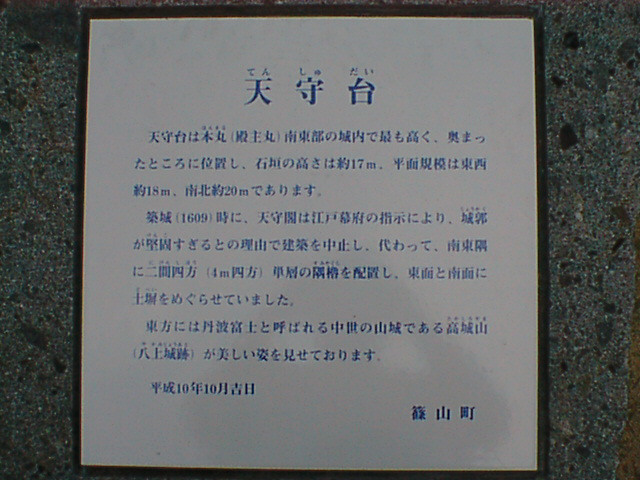 てん しゅ だい
天守台
天守台は本丸(殿主丸)南東部の城内で最も高く、奥まっ
たところに位置し、石垣の高さは約17m、平面規模は東西
約18m、南北約20mであります。
築城(1609)時に、天守閣は江戸幕府の指示により、城郭
が堅固すぎるとの理由で建築を中止し、代わって、南東隅
に二間四方(4m四方)単層の隅櫓を配置し、東面と南面に
土塀をめぐらせていました。
東方には丹波富士と呼ばれる中世の山城である高城山
(八上城跡)が美しい姿を見せております。
平成10年10月吉日
篠山町